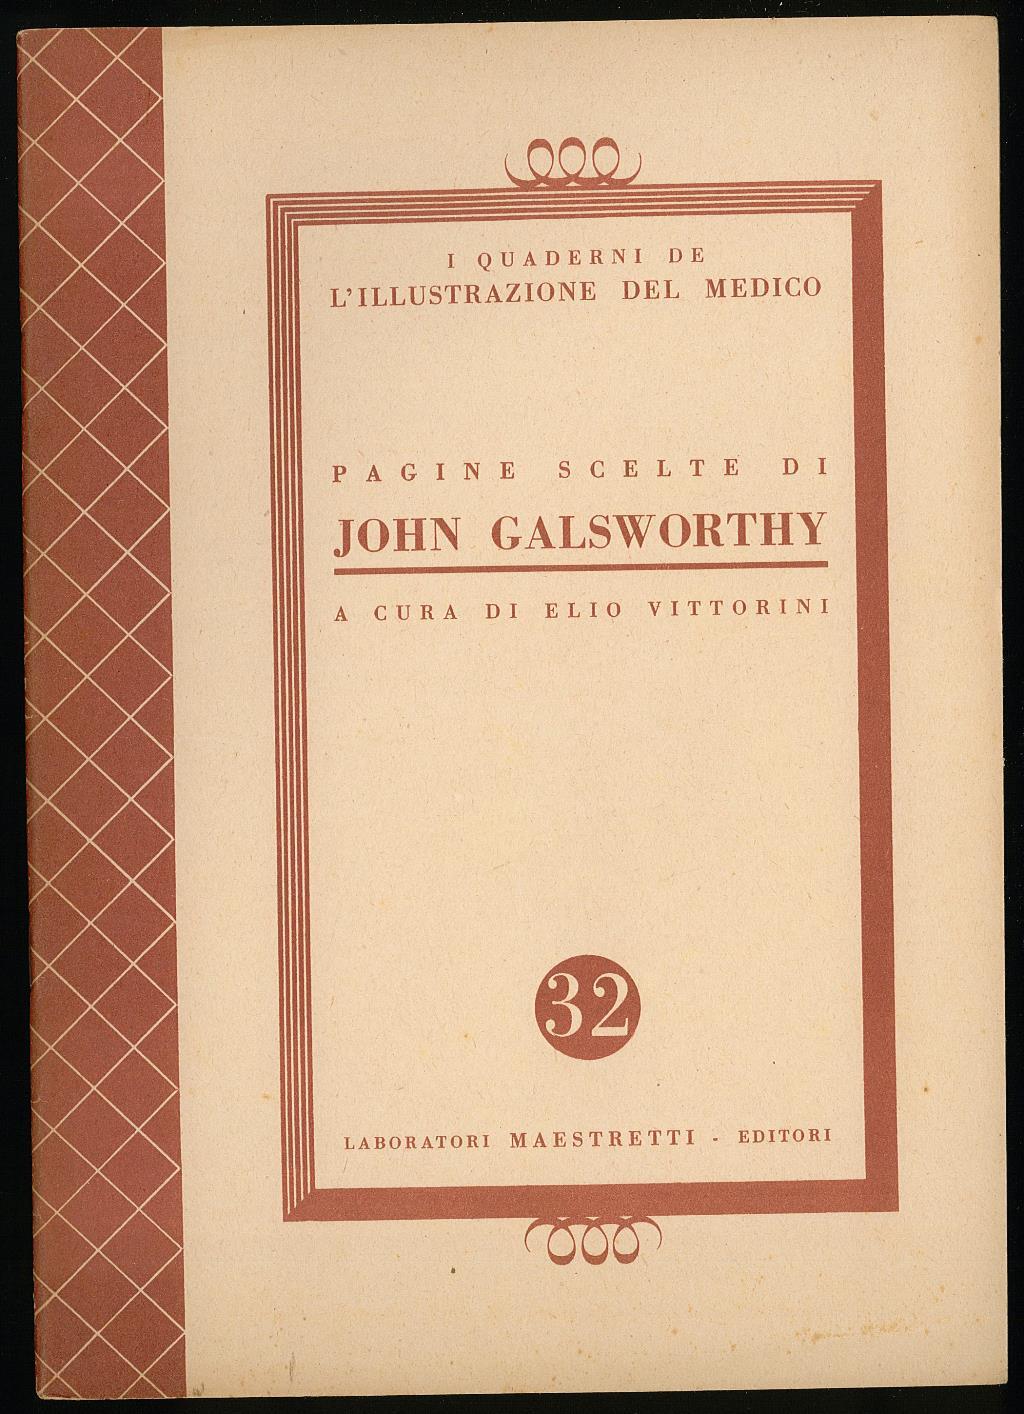 I QUADERNI DE
L'ILLUSTRAZIONE DEL MEDICO
PAGINE SCELTE DI
JOHN GALSWORTHY
A CURA DI ELIO VITTORINI
32
LABORATORI MAESTRETTI - EDITORI